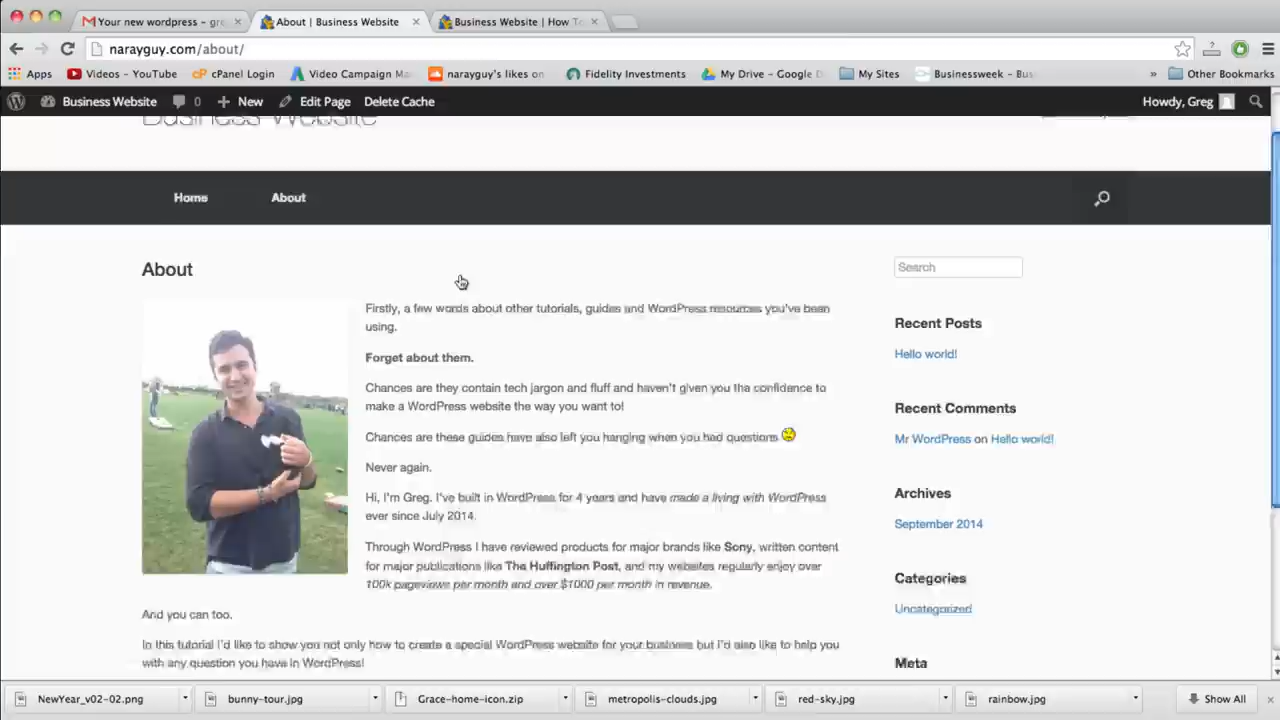 Your new wordpress - gre
About | Business Website
Business Website | How To
narayguy.com/about/
Apps
Videos - YouTube
cPanel Login
Video Campaign Ma
narayguy's likes on
Fidelity Investments
My Drive - Google D
My Sites
Businessweek - Bus
»
Other Bookmarks
Business Website
0
New
Edit Page
Delete Cache
Howdy, Greg
Business Website
Home
About
About
Firstly, a few words about other tutorials, guides and WordPress resources you've been
using.
Forget about them.
Chances are they contain tech jargon and fluff and haven't given you the confidence to
make a WordPress website the way you want to!
Chances are these guides have also left you hanging when you had questions
Never again.
Hi, I'm Greg. I've built in WordPress for 4 years and have made a living with WordPress
ever since July 2014.
Through WordPress I have reviewed products for major brands like Sony, written content
for major publications like The Huffington Post, and my websites regularly enjoy over
100k pageviews per month and over $1000 per month in revenue.
And you can too.
In this tutorial I'd like to show you not only how to create a special WordPress website for your business but I'd also like to help you
with any question you have in WordPress!
Search
Recent Posts
Hello world!
Recent Comments
Mr WordPress on Hello world!
Archives
September 2014
Categories
Uncategorized
Meta
NewYear_v02-02.png
bunny-tour.jpg
Grace-home-icon.zip
metropolis-clouds.jpg
red-sky.jpg
rainbow.jpg
Show All